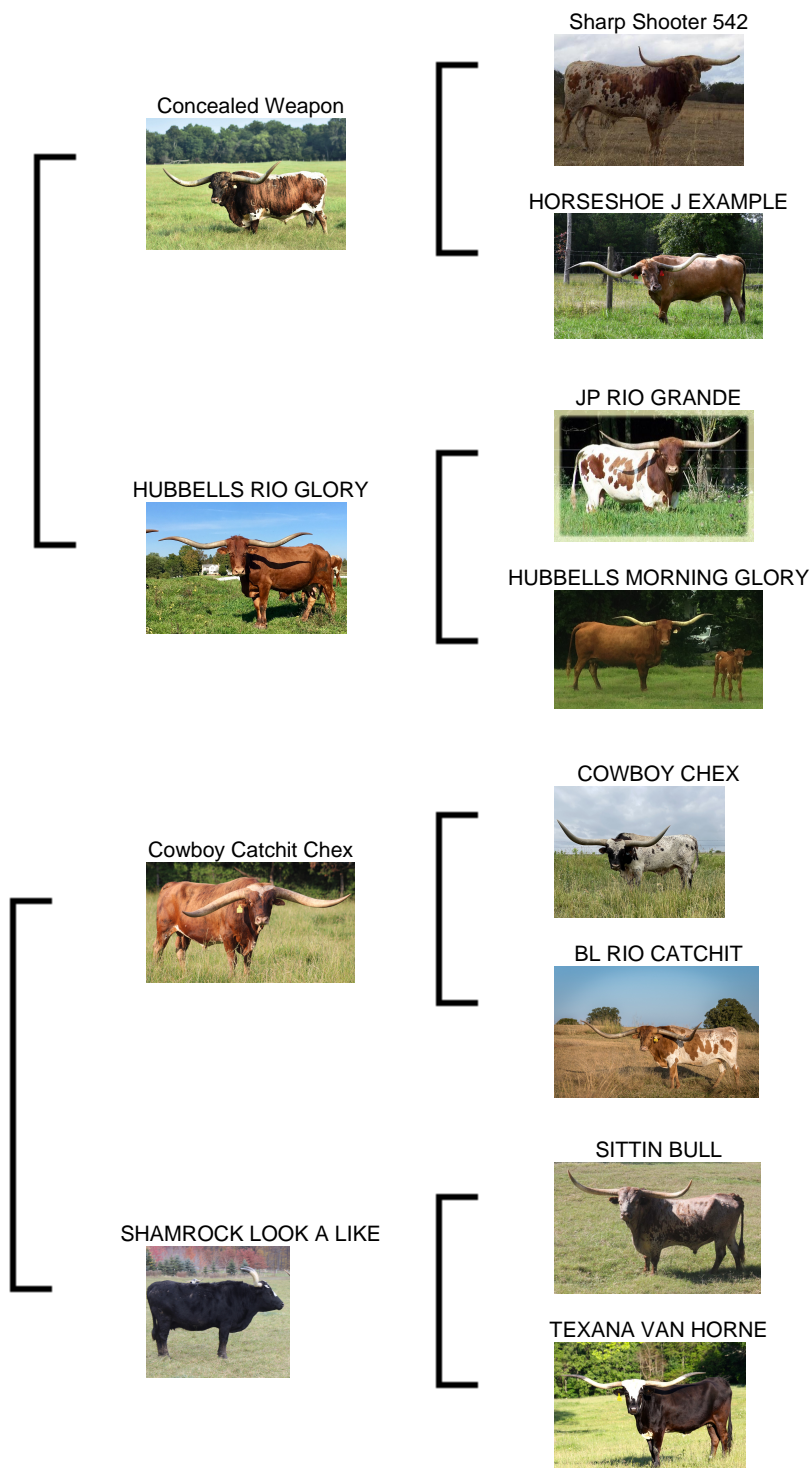 Sharp Shooter 542
Concealed Weapon
HORSESHOE J EXAMPLE
JP RIO GRANDE
HUBBELLS RIO GLORY
HUBBELLS MORNING GLORY
COWBOY CHEX
Cowboy Catchit Chex
BL RIO CATCHIT
SITTIN BULL
SHAMROCK LOOK A LIKE
TEXANA VAN HORNE